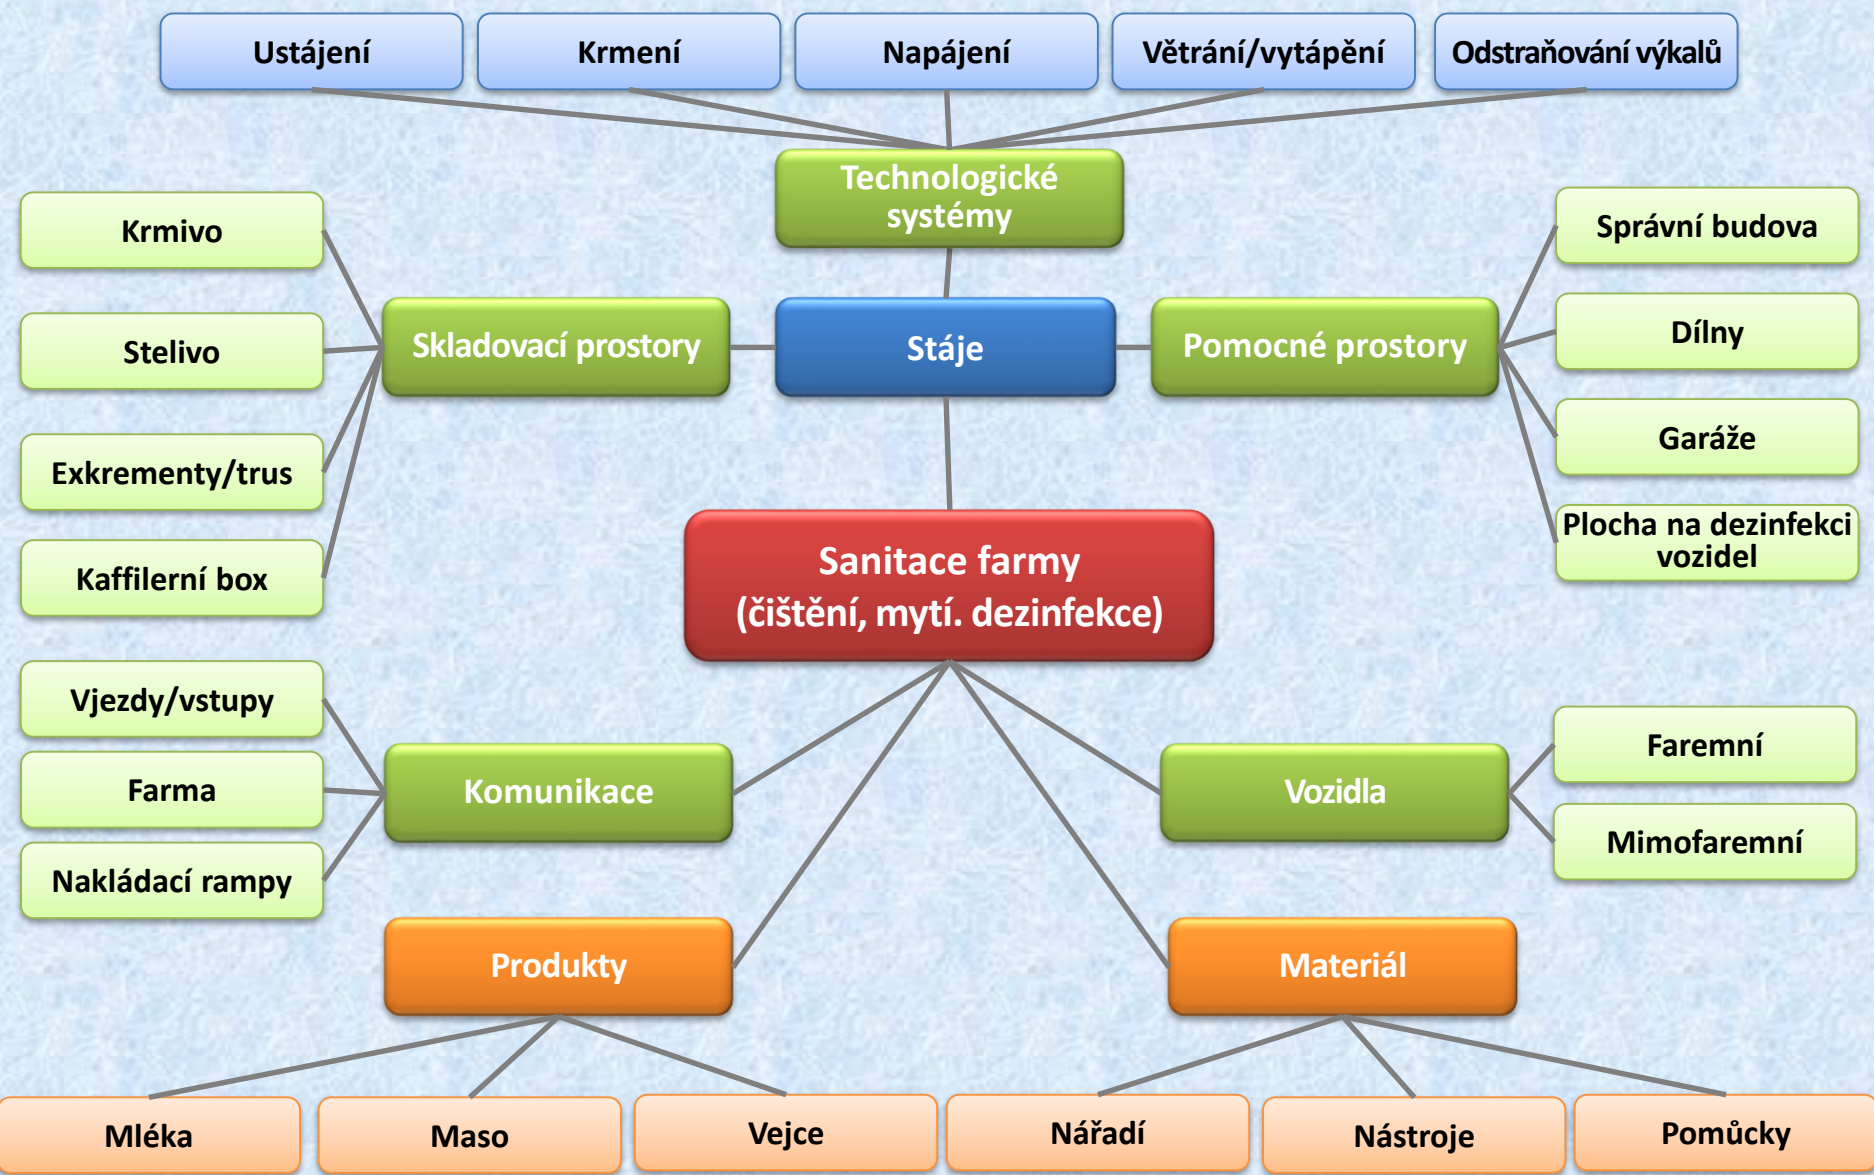 Ustájení
Krmení
Napájení
Větrání/vytápění
Odstraňování výkalů
Technologické
systémy
Krmivo
Stelivo
Exkrementy/trus
Kaffilerní box
Skladovací prostory
Stáje
Pomocné prostory
Správní budova
Dílny
Garáže
Plocha na dezinfekci
vozidel
Sanitace farmy
(čištění, mytí. dezinfekce)
Vjezdy/vstupy
Farma
Nakládací rampy
Komunikace
Vozidla
Faremní
Mimofaremní
Produkty
Materiál
Mléka
Maso
Vejce
Nářadí
Nástroje
Pomůcky